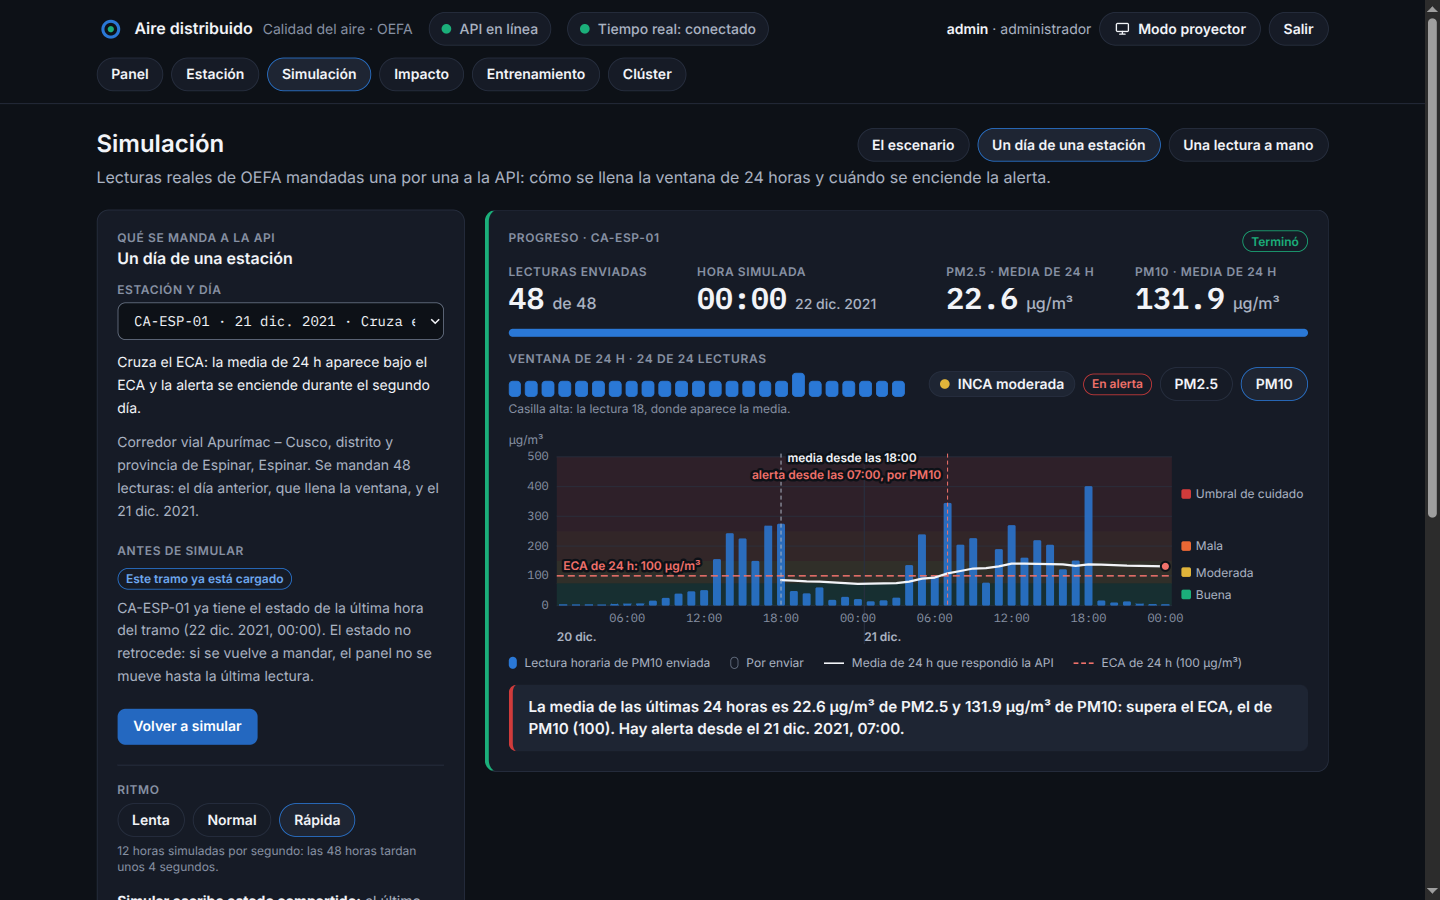 Aire distribuido Calidad del aire · OEFA API en línea Tiempo real: conectado admin · administrador Modo proyector Salir
Panel Estación Simulación Impacto Entrenamiento Clúster
Simulación
El escenario Un día de una estación Una lectura a mano
Lecturas reales de OEFA mandadas una por una a la API: cómo se llena la ventana de 24 horas y cuándo se enciende la alerta.
QUÉ SE MANDA A LA API
Un día de una estación
ESTACIÓN Y DÍA
CA-ESP-01 · 21 dic. 2021 · Cruza
Cruza el ECA: la media de 24 h aparece bajo el
ECA y la alerta se enciende durante el segundo
día.
Corredor vial Apurímac – Cusco, distrito y
provincia de Espinar, Espinar. Se mandan 48
lecturas: el día anterior, que llena la ventana, y el
21 dic. 2021.
ANTES DE SIMULAR
Este tramo ya está cargado
CA-ESP-01 ya tiene el estado de la última hora
del tramo (22 dic. 2021, 00:00). El estado no
retrocede: si se vuelve a mandar, el panel no se
mueve hasta la última lectura.
Volver a simular
RITMO
Lenta Normal Rápida
12 horas simuladas por segundo: las 48 horas tardan
unos 4 segundos.
Simular escribe estado compartido: el último
PROGRESO · CA-ESP-01
Terminó
LECTURAS ENVIADAS HORA SIMULADA PM2.5 · MEDIA DE 24 H PM10 · MEDIA DE 24 H
48 de 48 00:00 22 dic. 2021 22.6 µg/m³ 131.9 µg/m³
VENTANA DE 24 H · 24 DE 24 LECTURAS
INCA moderada En alerta PM2.5 PM10
Casilla alta: la lectura 18, donde aparece la media.
µg/m³
500
400
300
200
100
0
media desde las 18:00
alerta desde las 07:00, por PM10
ECA de 24 h: 100 µg/m³
Umbral de cuidado
Mala
Moderada
Buena
06:00 12:00 18:00 00:00 06:00 12:00 18:00 00:00
20 dic. 21 dic.
Lectura horaria de PM10 enviada Por enviar Media de 24 h que respondió la API ECA de 24 h (100 µg/m³)
La media de las últimas 24 horas es 22.6 µg/m³ de PM2.5 y 131.9 µg/m³ de PM10: supera el ECA, el de
PM10 (100). Hay alerta desde el 21 dic. 2021, 07:00.